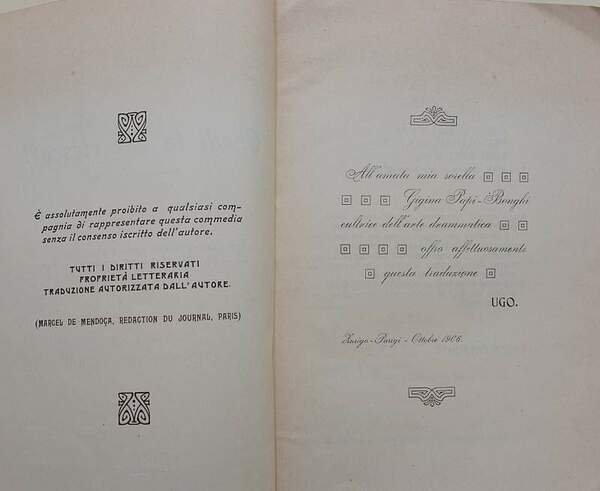 È assolutamente proibito a qualsiasi com-
pagnia di rappresentare questa commedia
senza il consenso iscritto dell'autore.
TUTTI I DIRITTI RISERVATI
PROPRIETÀ LETTERARIA
TRADUZIONE AUTORIZZATA DALL'AUTORE.
(MARCEL DE MENDOÇA, REDACTION DU JOURNAL, PARIS)
All'amata mia sorella
Gigina Papi-Bonghi
cultrice dell'arte drammatica
offro affettuosamente
questa traduzione
UGO.
Zurigo-Parigi - Ottobre 1906.